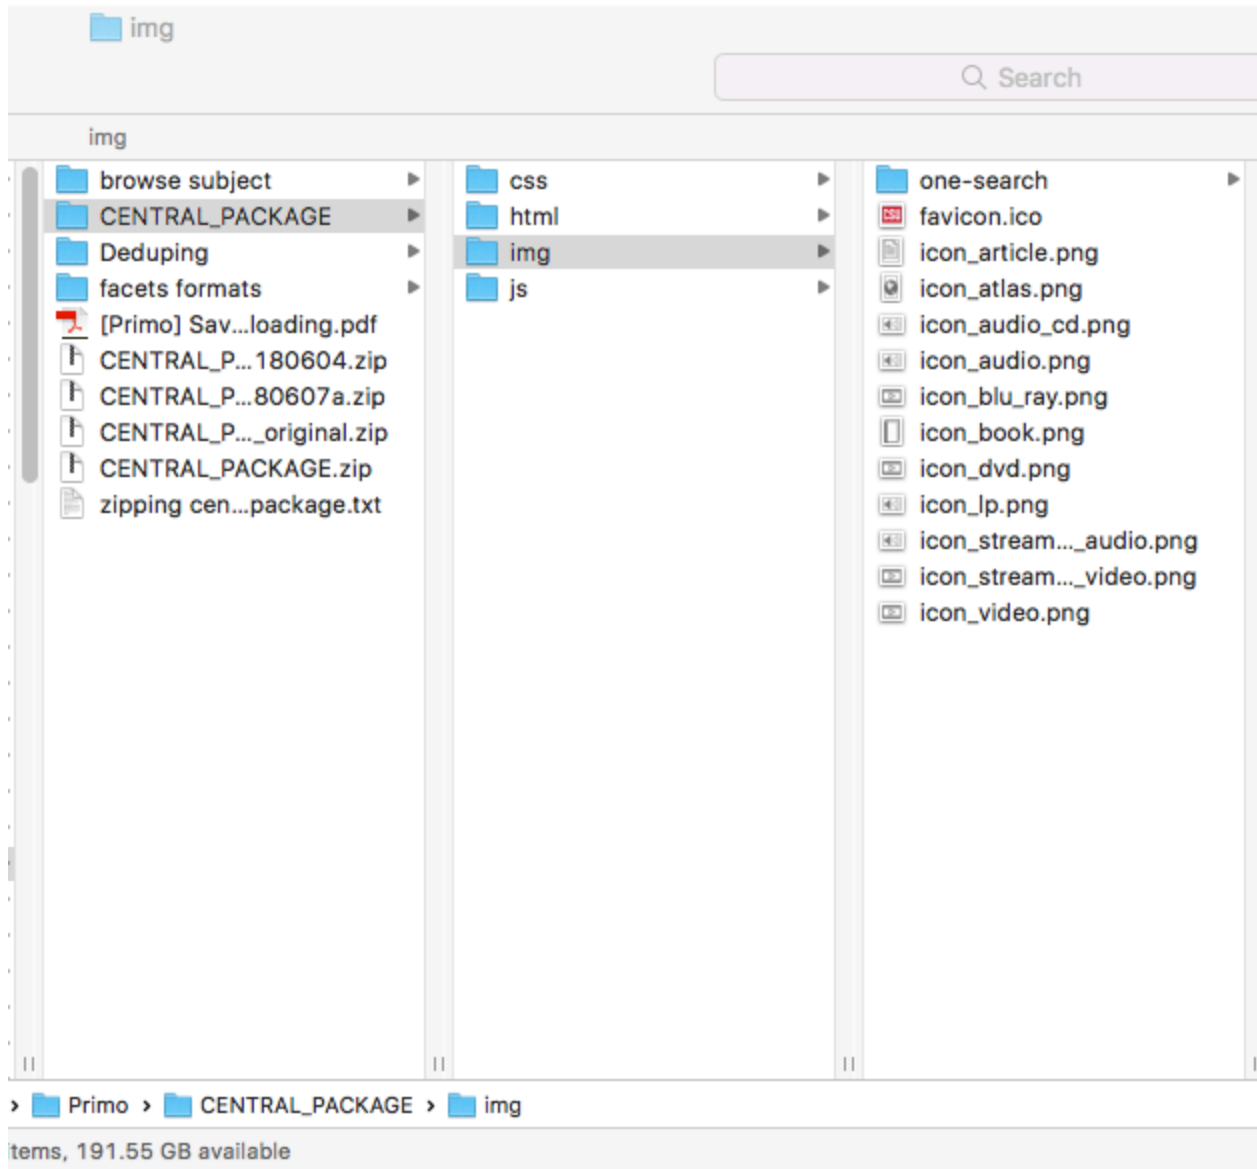 img
Search
img
browse subject
CENTRAL_PACKAGE
Deduping
facets formats
[Primo] Sav...loading.pdf
CENTRAL_P...180604.zip
CENTRAL_P...80607a.zip
CENTRAL_P..._original.zip
CENTRAL_PACKAGE.zip
zipping cen...package.txt
css
html
img
js
one-search
favicon.ico
icon_article.png
icon_atlas.png
icon_audio_cd.png
icon_audio.png
icon_blu_ray.png
icon_book.png
icon_dvd.png
icon_lp.png
icon_stream..._audio.png
icon_stream..._video.png
icon_video.png
› Primo › CENTRAL_PACKAGE › img
items, 191.55 GB available